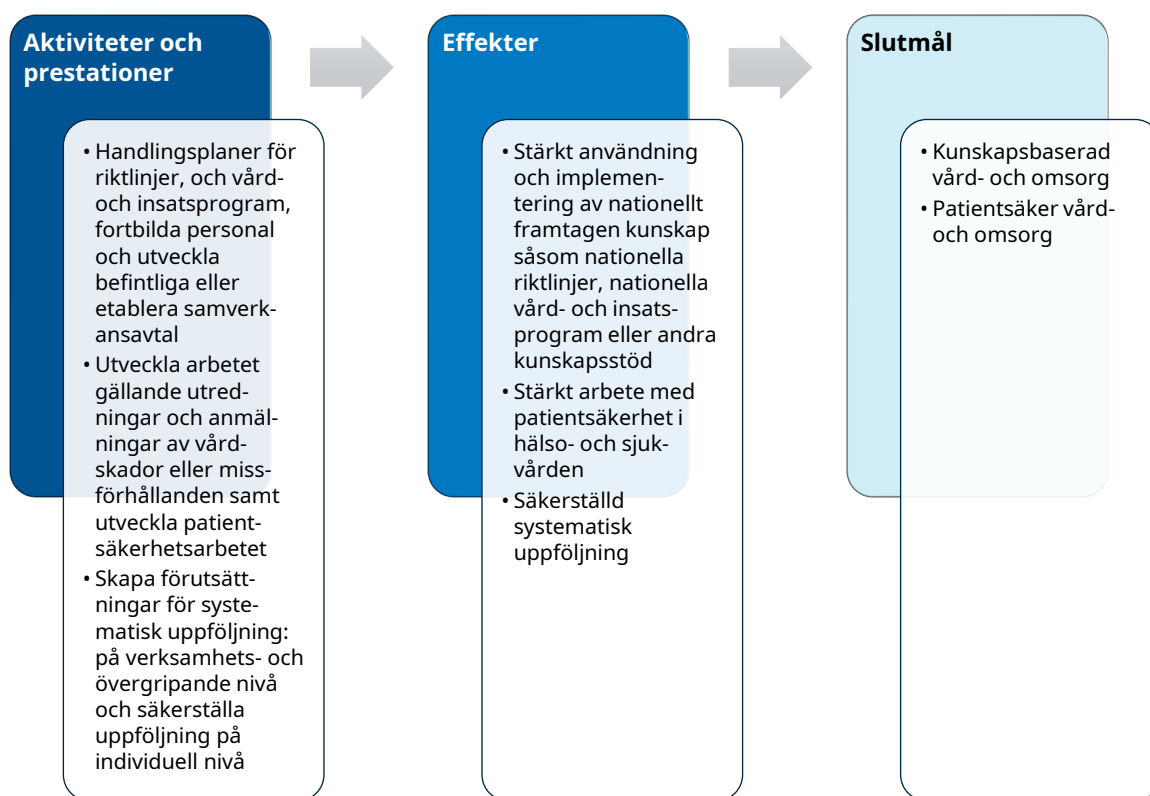 Aktiviteter och
prestationer
• Handlingsplaner för
riktlinjer, och vård-
och insatsprogram,
fortbilda personal
och utveckla
befintliga eller
etablera samverk-
ansavtal
• Utveckla arbetet
gällande utred-
ningar och anmäl-
ningar av vård-
skador eller miss-
förhållanden samt
utveckla patient-
säkerhetsarbetet
• Skapa förutsätt-
ningar för syste-
matisk uppföljning:
på verksamhets- och
övergripande nivå
och säkerställa
uppföljning på
individuell nivå
Effekter
• Stärkt användning
och implemen-
tering av nationellt
framtagen kunskap
såsom nationella
riktlinjer, nationella
vård- och insats-
program eller andra
kunskapsstöd
• Stärkt arbete med
patientsäkerhet i
hälso- och sjuk-
vården
• Säkerställd
systematisk
uppföljning
Slutmål
• Kunskapsbaserad
vård- och omsorg
• Patientsäker vård-
och omsorg